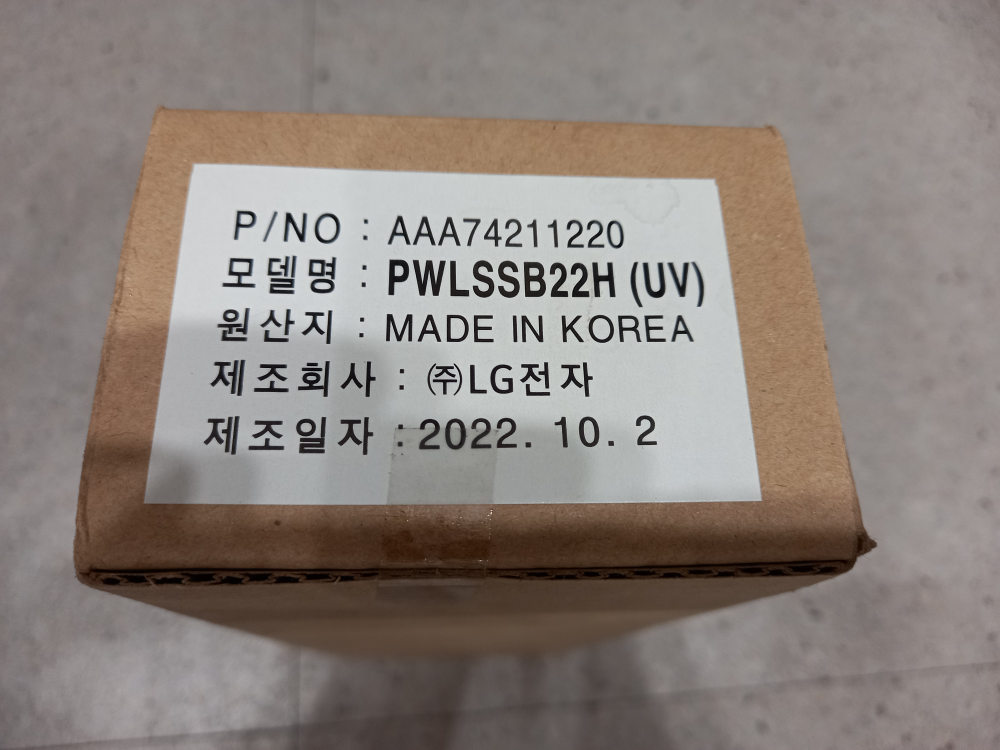 P/NO : AAA74211220
모델명 : PWLSSB22H (UV)
원산지 : MADE IN KOREA
제조회사 : ㈜LG전자
제조일자 : 2022. 10. 2